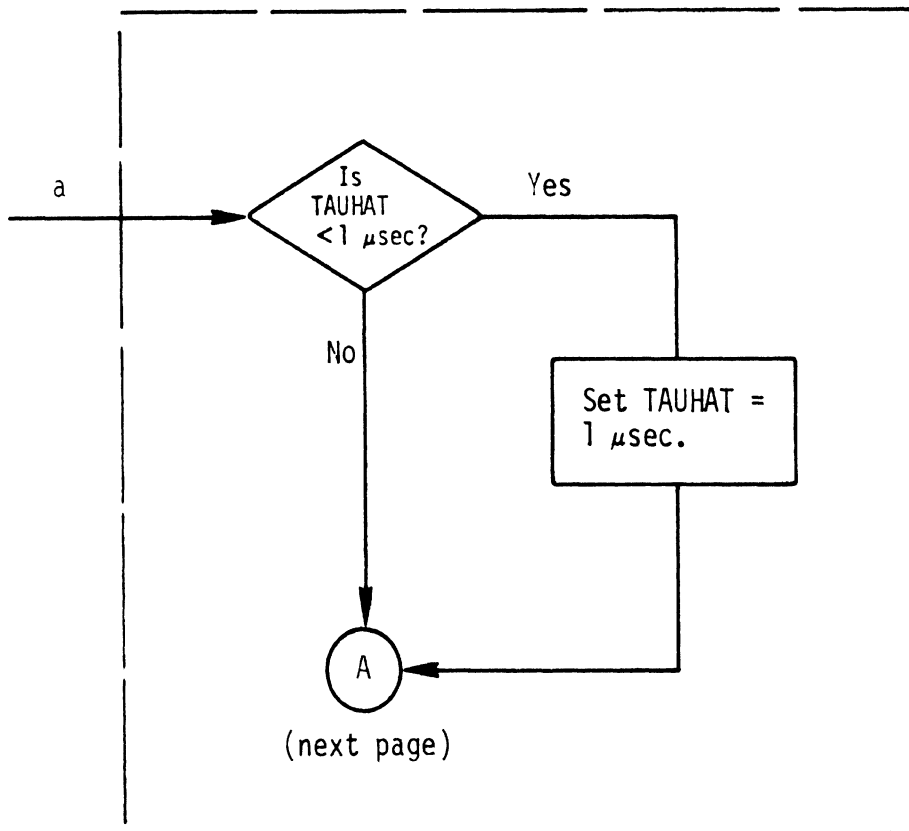 a
Is
TAUHAT
<1 μsec?
Yes
No
Set TAUHAT =
1 μsec.
A
(next page)